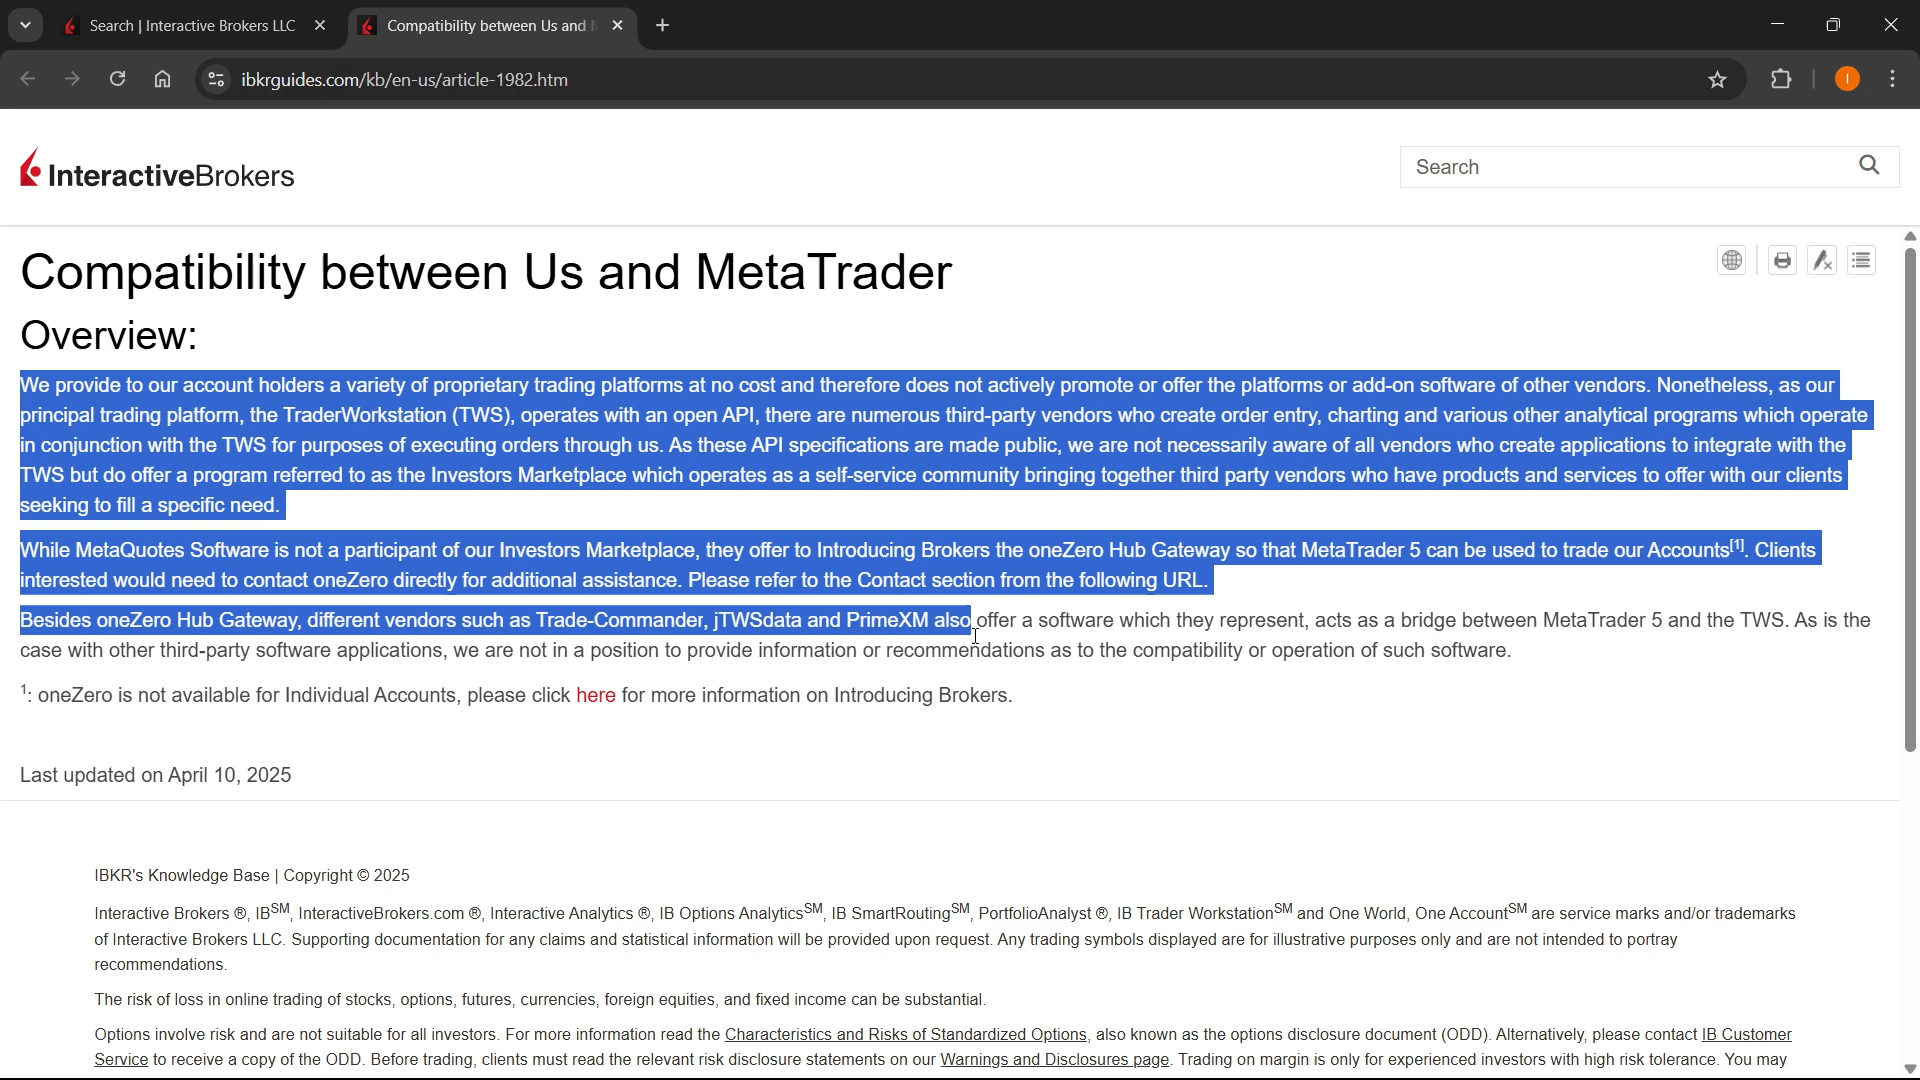 Search | Interactive Brokers LLC
Compatibility between Us and M
ibkrguides.com/kb/en-us/article-1982.htm
I
InteractiveBrokers
Search
Compatibility between Us and MetaTrader
Overview:
We provide to our account holders a variety of proprietary trading platforms at no cost and therefore does not actively promote or offer the platforms or add-on software of other vendors. Nonetheless, as our
principal trading platform, the TraderWorkstation (TWS), operates with an open API, there are numerous third-party vendors who create order entry, charting and various other analytical programs which operate
in conjunction with the TWS for purposes of executing orders through us. As these API specifications are made public, we are not necessarily aware of all vendors who create applications to integrate with the
TWS but do offer a program referred to as the Investors Marketplace which operates as a self-service community bringing together third party vendors who have products and services to offer with our clients
seeking to fill a specific need.
While MetaQuotes Software is not a participant of our Investors Marketplace, they offer to Introducing Brokers the oneZero Hub Gateway so that MetaTrader 5 can be used to trade our Accounts[1]. Clients
interested would need to contact oneZero directly for additional assistance. Please refer to the Contact section from the following URL.
Besides oneZero Hub Gateway, different vendors such as Trade-Commander, jTWSdata and PrimeXM also offer a software which they represent, acts as a bridge between MetaTrader 5 and the TWS. As is the
case with other third-party software applications, we are not in a position to provide information or recommendations as to the compatibility or operation of such software.
1: oneZero is not available for Individual Accounts, please click here for more information on Introducing Brokers.
Last updated on April 10, 2025
IBKR's Knowledge Base | Copyright © 2025
Interactive Brokers ®, IBSM, InteractiveBrokers.com ®, Interactive Analytics ®, IB Options AnalyticsSM, IB SmartRoutingSM, PortfolioAnalyst ®, IB Trader WorkstationSM and One World, One AccountSM are service marks and/or trademarks
of Interactive Brokers LLC. Supporting documentation for any claims and statistical information will be provided upon request. Any trading symbols displayed are for illustrative purposes only and are not intended to portray
recommendations.
The risk of loss in online trading of stocks, options, futures, currencies, foreign equities, and fixed income can be substantial.
Options involve risk and are not suitable for all investors. For more information read the Characteristics and Risks of Standardized Options, also known as the options disclosure document (ODD). Alternatively, please contact IB Customer
Service to receive a copy of the ODD. Before trading, clients must read the relevant risk disclosure statements on our Warnings and Disclosures page. Trading on margin is only for experienced investors with high risk tolerance. You may